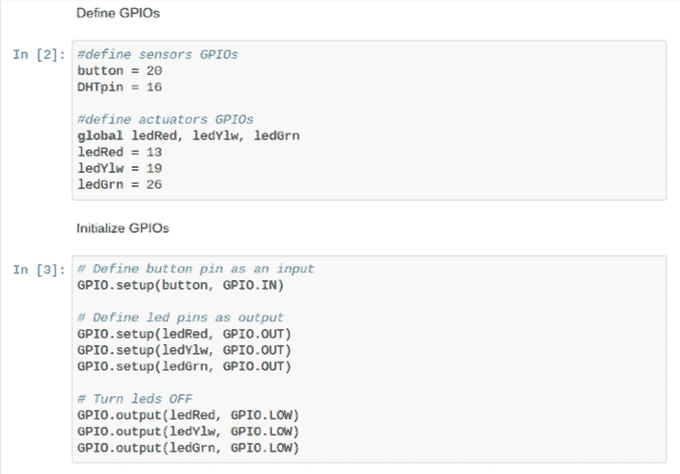 Define GPIOs
In [2]: #define sensors GPIOs
button = 20
DHTpin = 16
#define actuators GPIOs
global ledRed, ledYlw, ledGrn
ledRed = 13
ledYlw = 19
ledGrn = 26
Initialize GPIOs
In [3]: # Define button pin as an input
GPIO.setup(button, GPIO.IN)
# Define led pins as output
GPIO.setup(ledRed, GPIO.OUT)
GPIO.setup(ledYlw, GPIO.OUT)
GPIO.setup(ledGrn, GPIO.OUT)
# Turn leds OFF
GPIO.output(ledRed, GPIO.LOW)
GPIO.output(ledYlw, GPIO.LOW)
GPIO.output(ledGrn, GPIO.LOW)